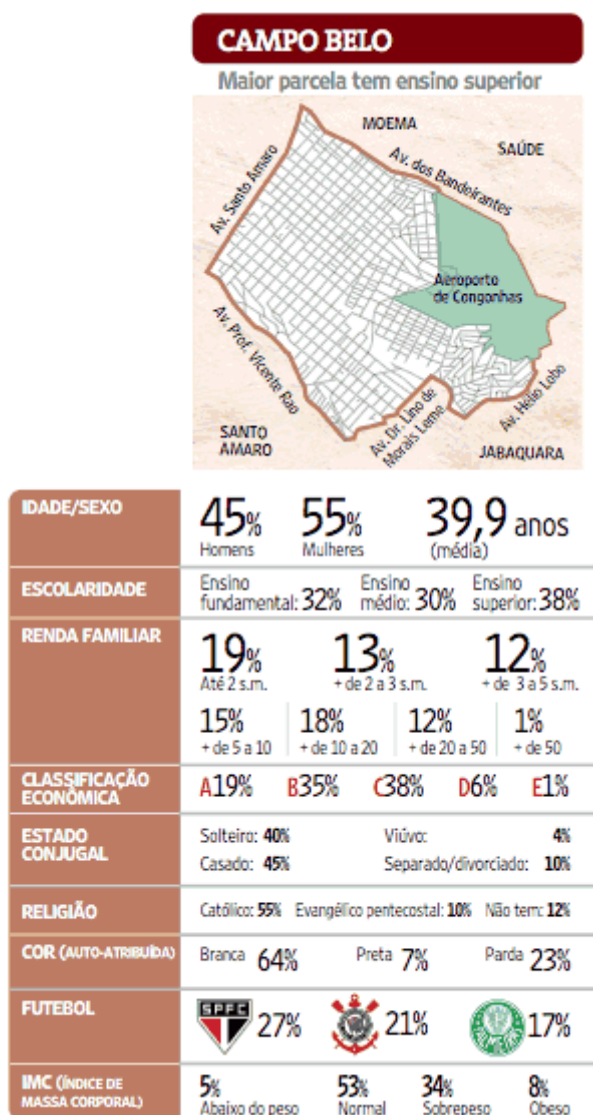 CAMPO BELO
Maior parcela tem ensino superior
MOEMA
SAÚDE
Av. dos Bandeirantes
Av. Santo Amaro
Aeroporto
de Congonhas
Av. Prof. Vicente Rao
Av. Hélio Lobo
Av. Dr. Lino de
Morais Leme
SANTO
AMARO
JABAQUARA
IDADE/SEXO
45% 55% 39,9 anos
Homens Mulheres (média)
ESCOLARIDADE
Ensino Ensino Ensino
fundamental: 32% médio: 30% superior: 38%
RENDA FAMILIAR
19% 13% 12%
Até 2 s.m. + de 2 a 3 s.m. + de 3 a 5 s.m.
15% 18% 12% 1%
+ de 5 a 10 + de 10 a 20 + de 20 a 50 + de 50
CLASSIFICAÇÃO
ECONÔMICA
A19% B35% C38% D6% E1%
ESTADO
CONJUGAL
Solteiro: 40% Viúvo: 4%
Casado: 45% Separado/divorciado: 10%
RELIGIÃO
Católico: 55% Evangélico pentecostal: 10% Não tem: 12%
COR (AUTO-ATRIBUÍDA)
Branca 64% Preta 7% Parda 23%
FUTEBOL
SPFC 27% 21% PALMEIRAS 17%
IMC (ÍNDICE DE
MASSA CORPORAL)
5% 53% 34% 8%
Abaixo do peso Normal Sobrepeso Obeso